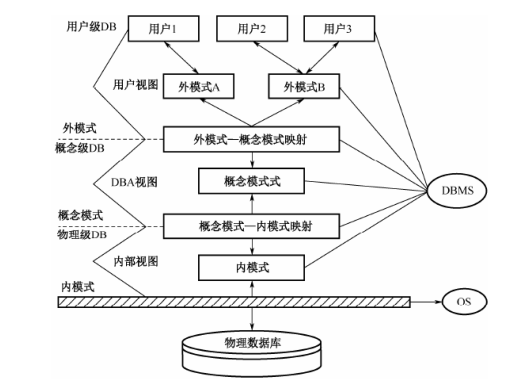 用户级DB
用户1
用户2
用户3
用户视图
外模式A
外模式B
外模式
概念级DB
外模式—概念模式映射
DBA视图
概念模式式
DBMS
概念模式
物理级DB
概念模式—内模式映射
内部视图
内模式
内模式
OS
物理数据库